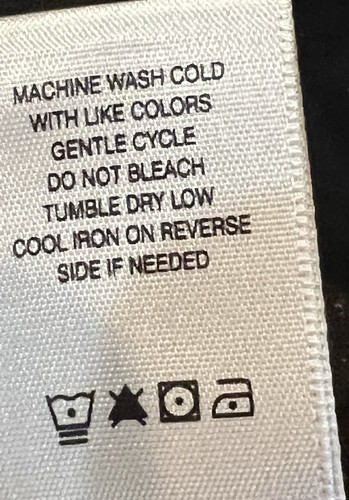 MACHINE WASH COLD
WITH LIKE COLORS
GENTLE CYCLE
DO NOT BLEACH
TUMBLE DRY LOW
COOL IRON ON REVERSE
SIDE IF NEEDED